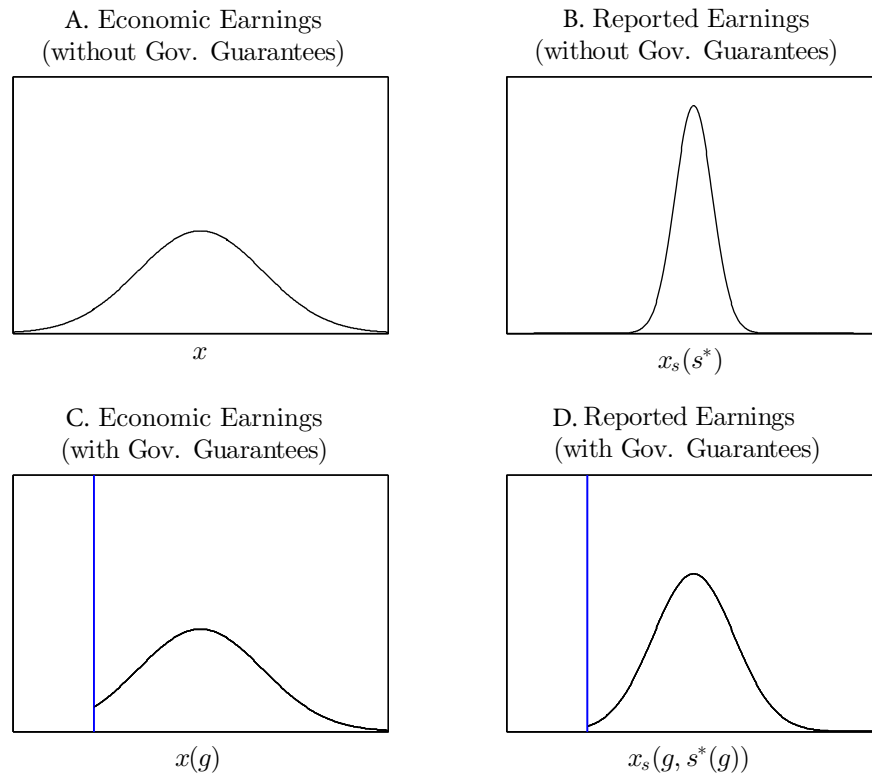 A. Economic Earnings
(without Gov. Guarantees)
x
B. Reported Earnings
(without Gov. Guarantees)
x_s(s*)
C. Economic Earnings
(with Gov. Guarantees)
x(g)
D. Reported Earnings
(with Gov. Guarantees)
x_s(g, s*(g))